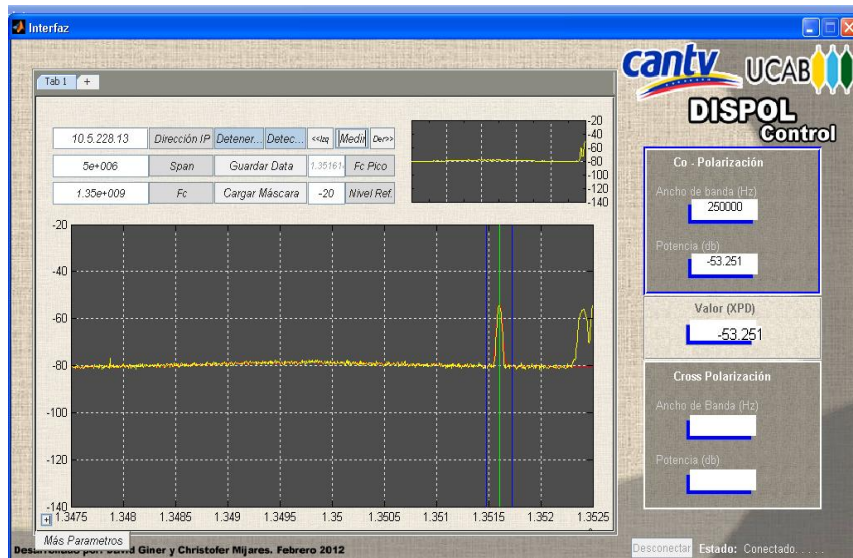 Interfaz
cantv UCAB
DISPOL
Control
Tab 1 +
10.5.228.13 Dirección IP Detener... Detec... <<Izq Medir Der>>
5e+006 Span Guardar Data 1.35161 Fc Pico
1.35e+009 Fc Cargar Máscara -20 Nivel Ref.
-20
-40
-60
-80
-100
-120
-140
Co - Polarización
Ancho de banda (Hz)
250000
Potencia (db)
-53.251
Valor (XPD)
-53.251
Cross Polarización
Ancho de Banda (Hz)
Potencia (db)
-20
-40
-60
-80
-100
-120
-140
1.3475 1.348 1.3485 1.349 1.3495 1.35 1.3505 1.351 1.3515 1.352 1.3525
Más Parametros
David Giner y Christofer Mijares. Febrero 2012
Desconectar Estado: Conectado. . . . .